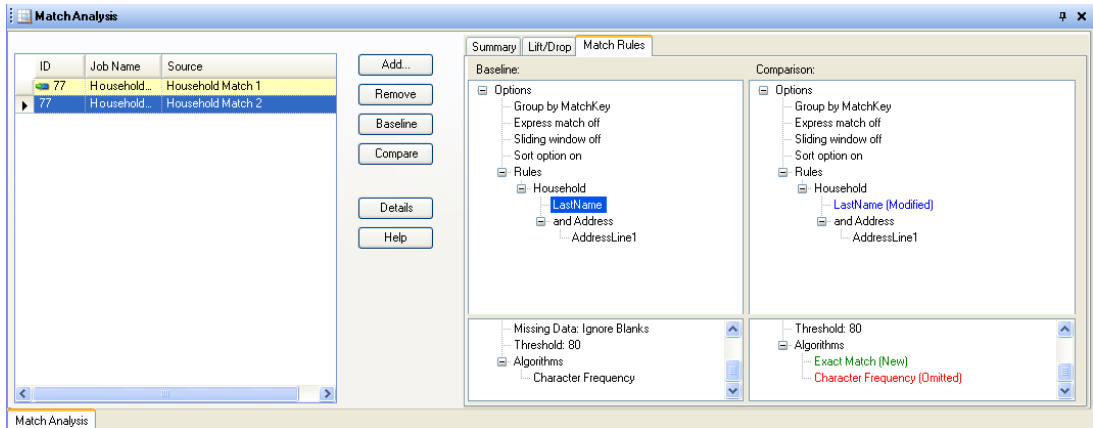 Match Analysis
ID Job Name Source
77 Household... Household Match 1
77 Household... Household Match 2
Add...
Remove
Baseline
Compare
Details
Help
Summary Lift/Drop Match Rules
Baseline:
Options
Group by MatchKey
Express match off
Sliding window off
Sort option on
Rules
Household
LastName
and Address
AddressLine1
Missing Data: Ignore Blanks
Threshold: 80
Algorithms
Character Frequency
Comparison:
Options
Group by MatchKey
Express match off
Sliding window off
Sort option on
Rules
Household
LastName (Modified)
and Address
AddressLine1
Threshold: 80
Algorithms
Exact Match (New)
Character Frequency (Omitted)
Match Analysis